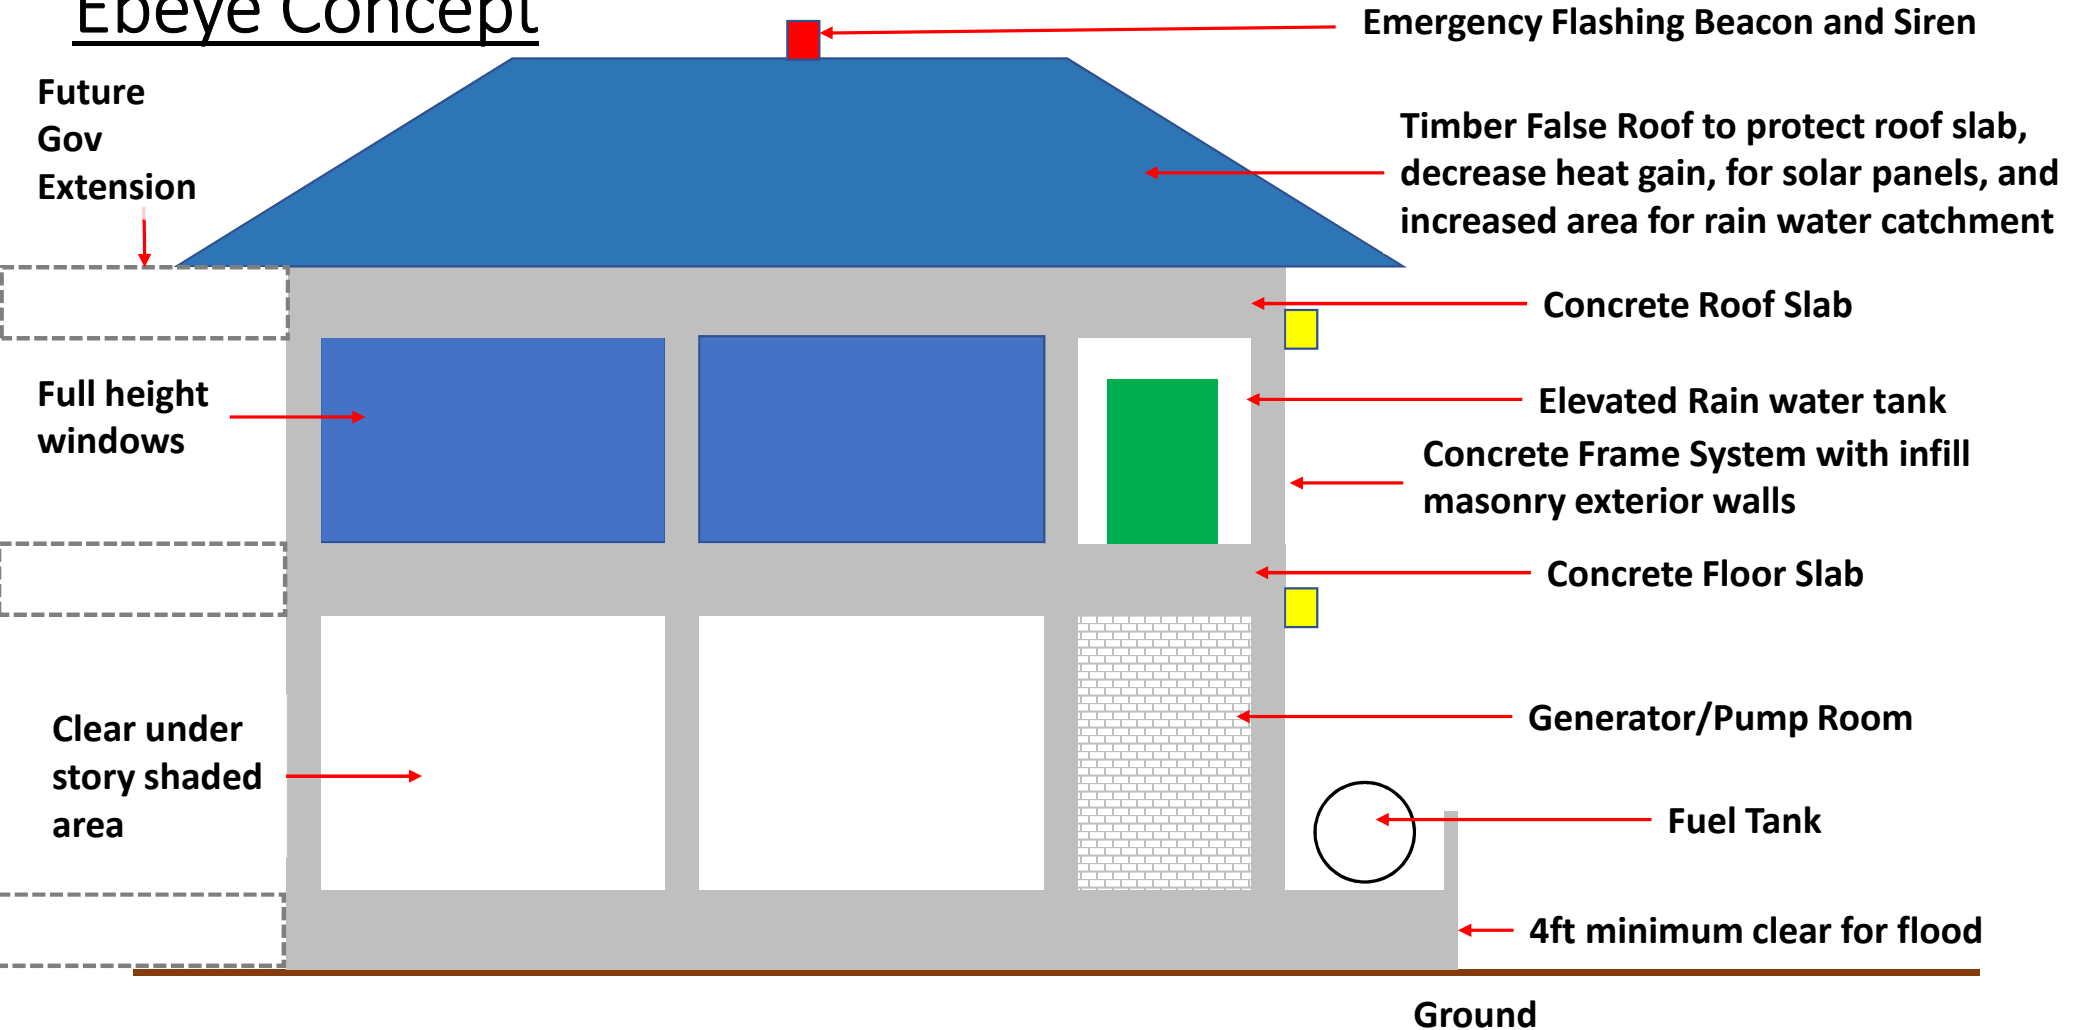 Ebeye Concept
Emergency Flashing Beacon and Siren
Future
Gov
Extension
Timber False Roof to protect roof slab,
decrease heat gain, for solar panels, and
increased area for rain water catchment
Concrete Roof Slab
Full height
windows
Elevated Rain water tank
Concrete Frame System with infill
masonry exterior walls
Concrete Floor Slab
Clear under
story shaded
area
Generator/Pump Room
Fuel Tank
4ft minimum clear for flood
Ground